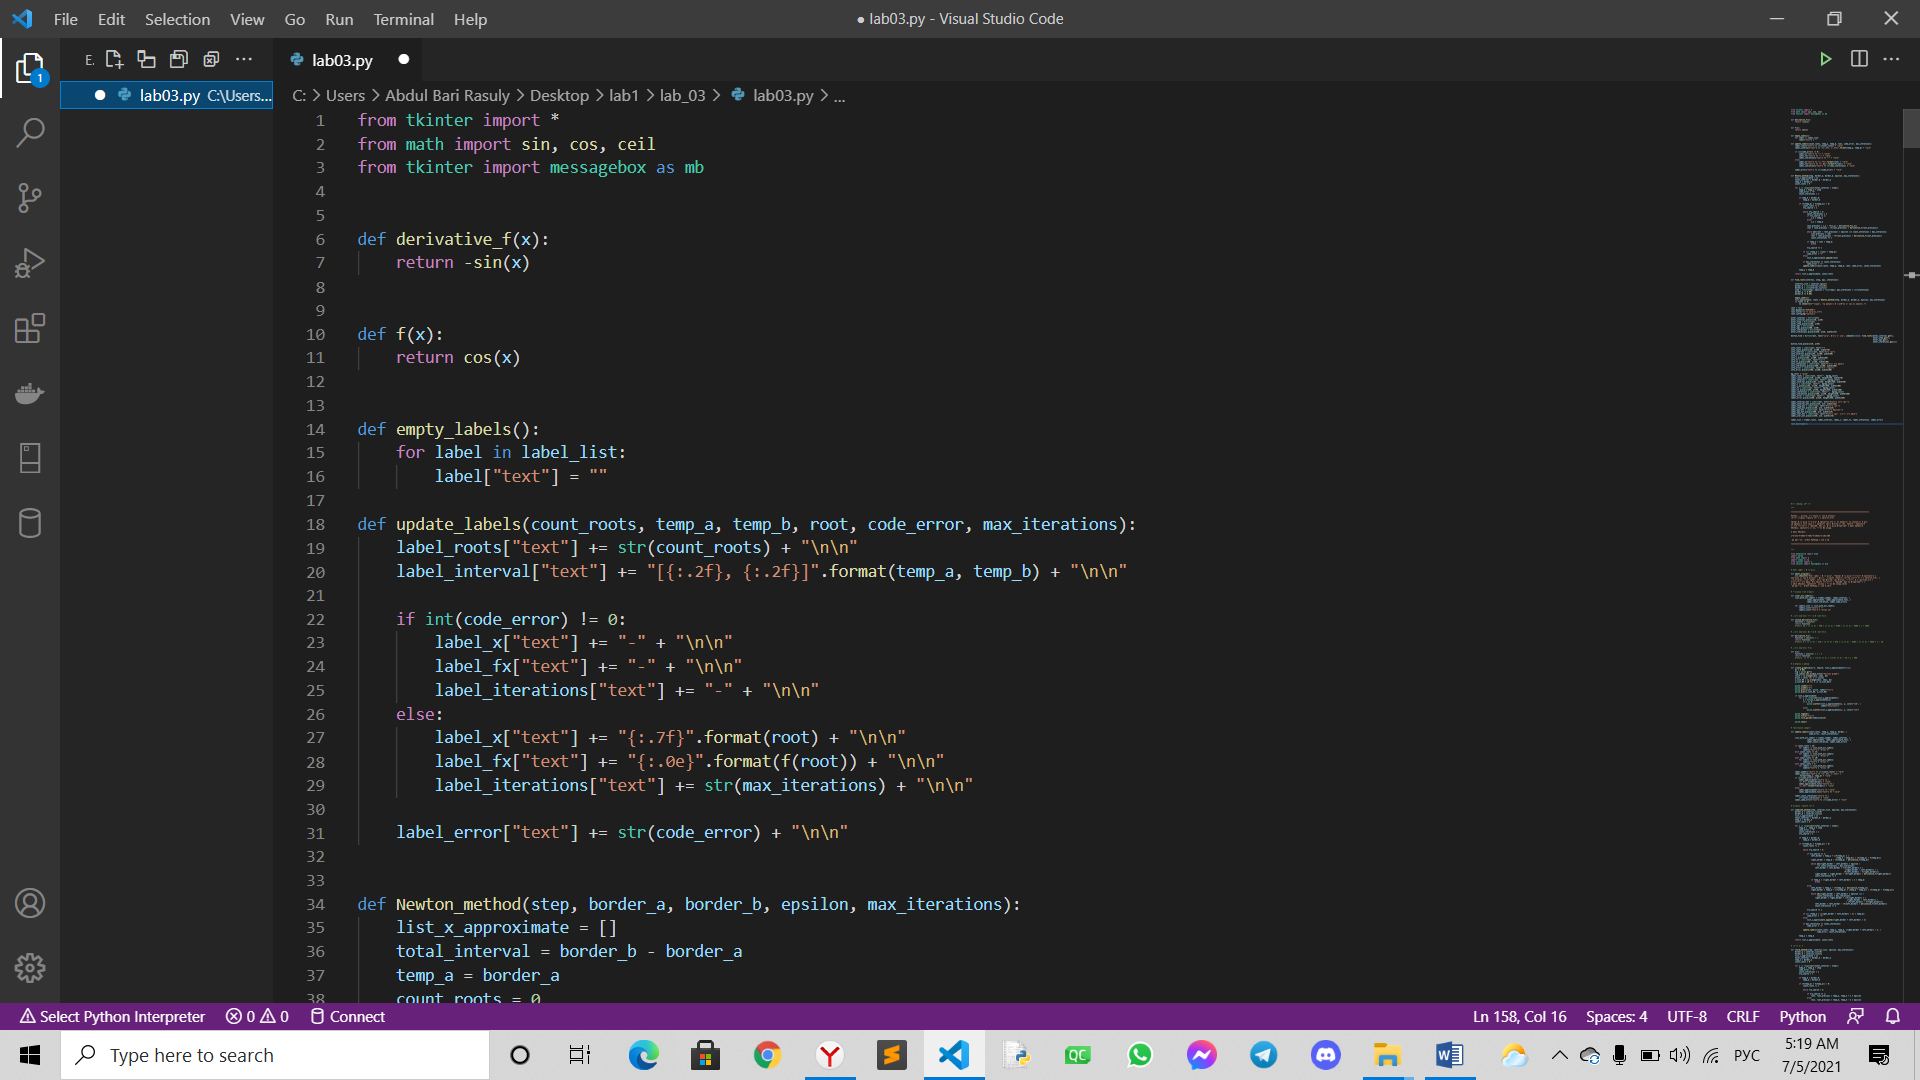 File Edit Selection View Go Run Terminal Help
● lab03.py - Visual Studio Code
E.
lab03.py
1
lab03.py C:\Users...
C: > Users > Abdul Bari Rasuly > Desktop > lab1 > lab_03 > lab03.py > ...
1 from tkinter import *
2 from math import sin, cos, ceil
3 from tkinter import messagebox as mb
4
5
6 def derivative_f(x):
7 return -sin(x)
8
9
10 def f(x):
11 return cos(x)
12
13
14 def empty_labels():
15 for label in label_list:
16 label["text"] = ""
17
18 def update_labels(count_roots, temp_a, temp_b, root, code_error, max_iterations):
19 label_roots["text"] += str(count_roots) + "\n\n"
20 label_interval["text"] += "[{:.2f}, {:.2f}]".format(temp_a, temp_b) + "\n\n"
21
22 if int(code_error) != 0:
23 label_x["text"] += "-" + "\n\n"
24 label_fx["text"] += "-" + "\n\n"
25 label_iterations["text"] += "-" + "\n\n"
26 else:
27 label_x["text"] += "{:.7f}".format(root) + "\n\n"
28 label_fx["text"] += "{:.0e}".format(f(root)) + "\n\n"
29 label_iterations["text"] += str(max_iterations) + "\n\n"
30
31 label_error["text"] += str(code_error) + "\n\n"
32
33
34 def Newton_method(step, border_a, border_b, epsilon, max_iterations):
35 list_x_approximate = []
36 total_interval = border_b - border_a
37 temp_a = border_a
38 count_roots = 0
Select Python Interpreter 0 0 Connect
Ln 158, Col 16 Spaces: 4 UTF-8 CRLF Python
Type here to search
QC
РУС
5:19 AM
7/5/2021